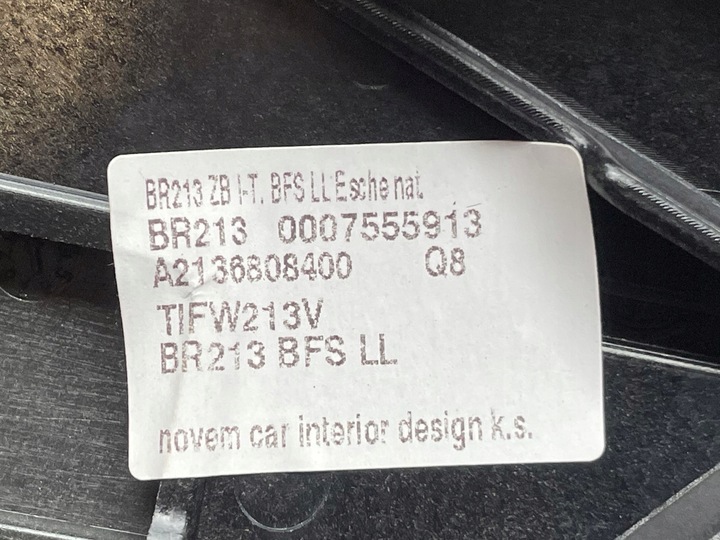 BR213 ZB I-T. BFS LL Esche nat.
BR213 0007555913
A2136808400 Q8
TIFW213V
BR213 BFS LL
novem car interior design k.s.